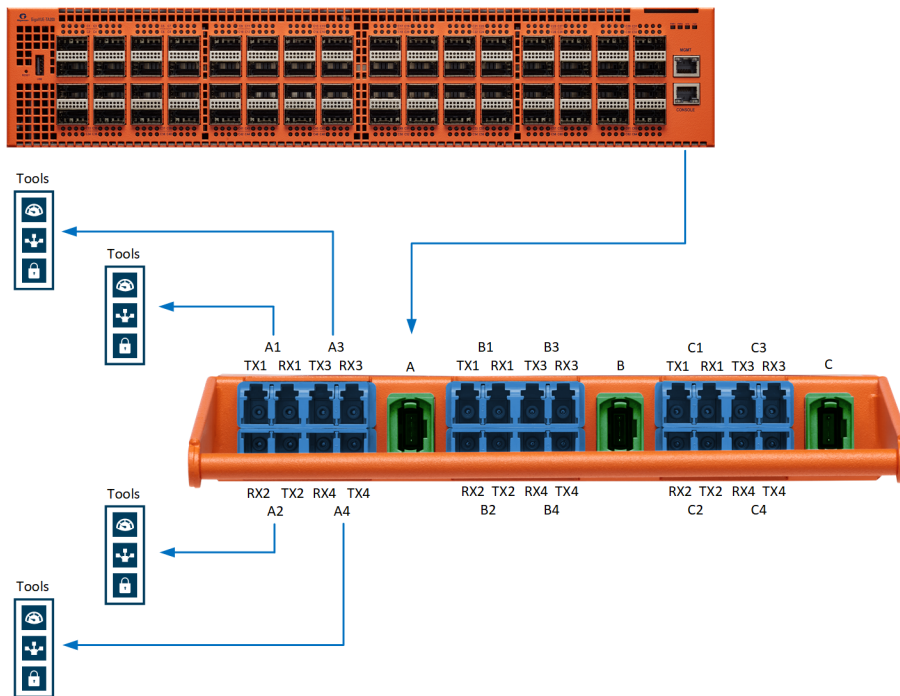 MGMT
CONSOLE
Tools
Tools
A1 A3 B1 B3 C1 C3
TX1 RX1 TX3 RX3 A TX1 RX1 TX3 RX3 B TX1 RX1 TX3 RX3 C
RX2 TX2 RX4 TX4 RX2 TX2 RX4 TX4 RX2 TX2 RX4 TX4
A2 A4 B2 B4 C2 C4
Tools
Tools